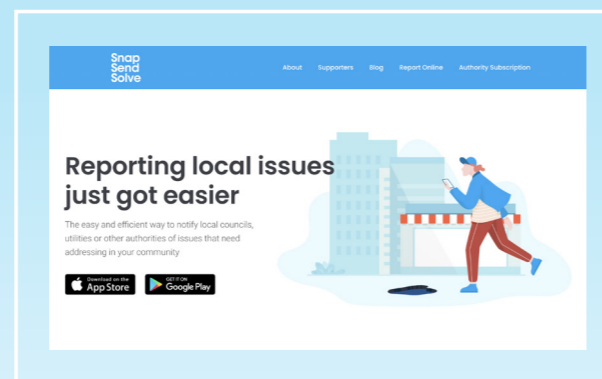 Snap
Send
Solve
About Supporters Blog Report Online Authority Subscription
Reporting local issues
just got easier
The easy and efficient way to notify local councils,
utilities or other authorities of issues that need
addressing in your community
Download on the
App Store
GET IT ON
Google Play